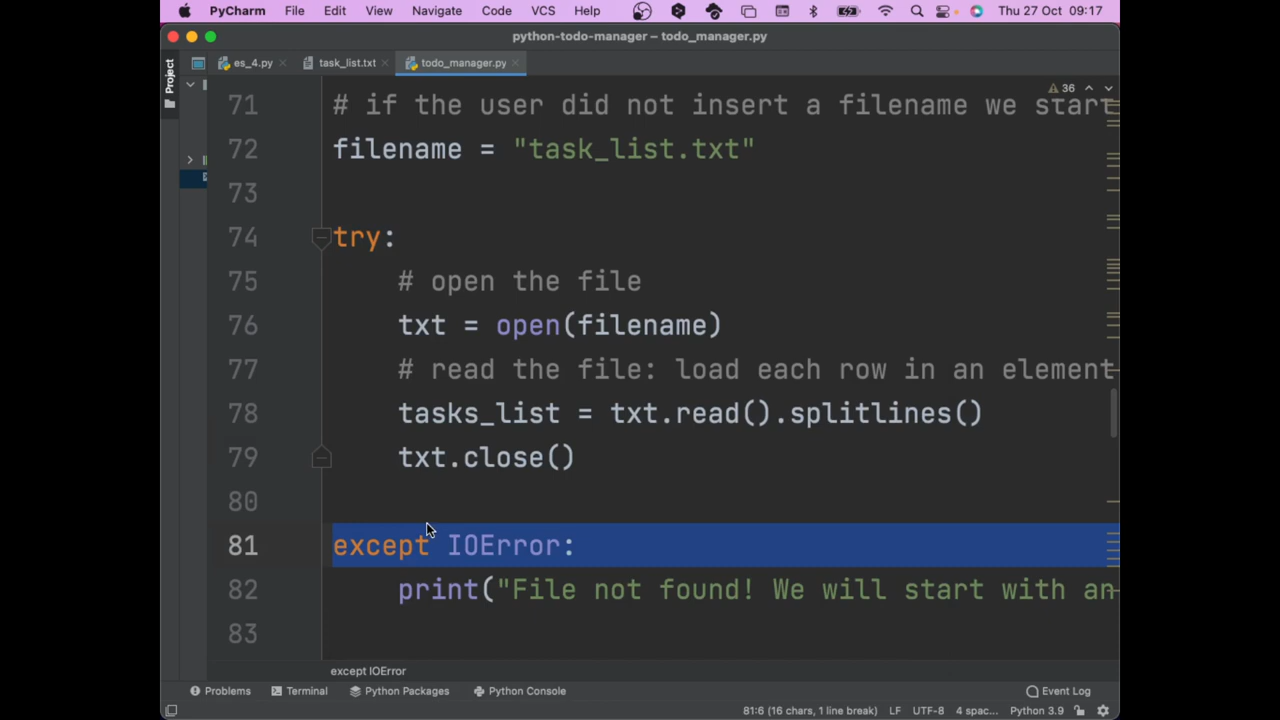 PyCharm File Edit View Navigate Code VCS Help Thu 27 Oct 09:17
python-todo-manager – todo_manager.py
es_4.py task_list.txt todo_manager.py
Project
36
71 # if the user did not insert a filename we start
72 filename = "task_list.txt"
73
74 try:
75 # open the file
76 txt = open(filename)
77 # read the file: load each row in an element
78 tasks_list = txt.read().splitlines()
79 txt.close()
80
81 except IOError:
82 print("File not found! We will start with an
83
except IOError
Problems Terminal Python Packages Python Console Event Log
81:6 (16 chars, 1 line break) LF UTF-8 4 spac... Python 3.9